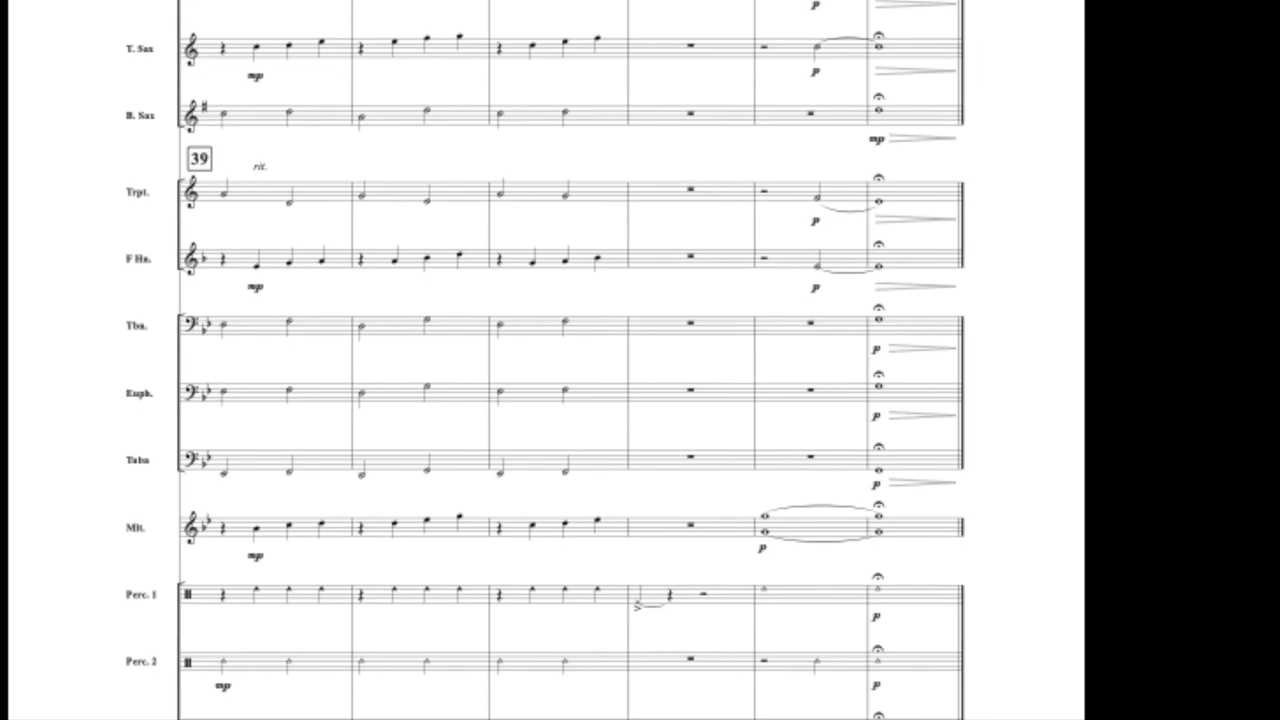 p
T. Sax
mp
p
B. Sax
mp
39
rit.
Trpt.
p
F Hn.
mp
p
Tbn.
p
Euph.
p
Tuba
p
Mlt.
mp
p
Perc. 1
p
Perc. 2
mp
p